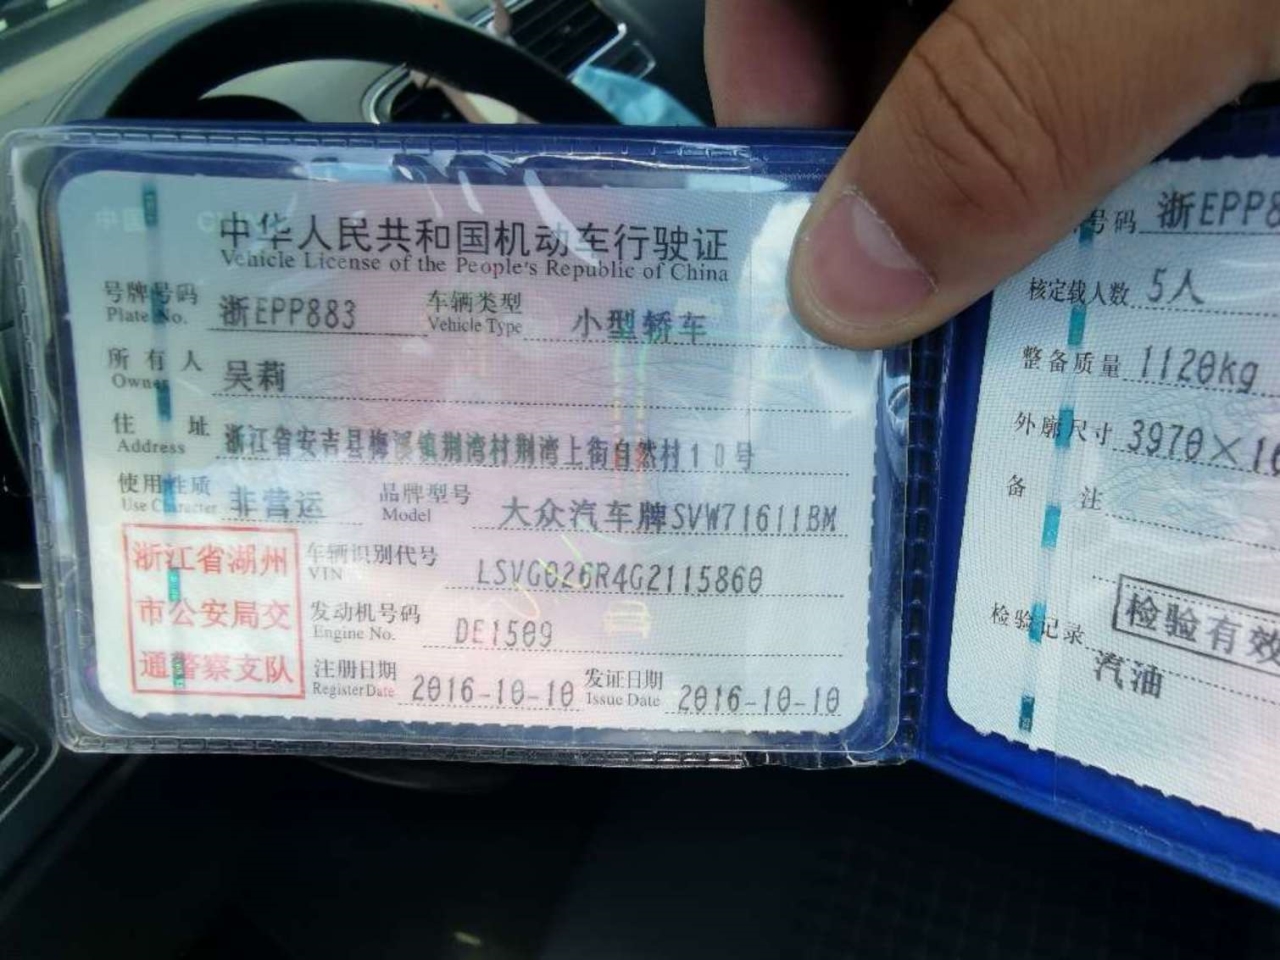 中华人民共和国机动车行驶证
Vehicle License of the People's Republic of China
号牌号码 浙EPP883 车辆类型 小型轿车
Plate No. Vehicle Type
所有人 吴莉
Owner
住址 浙江省安吉县梅溪镇荆湾村荆湾上街自然村10号
Address
使用性质 非营运 品牌型号 大众汽车牌SVW71611BM
Use Character Model
浙江省湖州
市公安局交
通警察支队
车辆识别代号 LSVG026R4G2115860
VIN
发动机号码 DE1509
Engine No.
注册日期 2016-10-10 发证日期 2016-10-10
Register Date Issue Date
号码 浙EPP8
核定载人数 5人
整备质量 1120kg
外廓尺寸 3970×16
备注
检验有效
检验记录
汽油